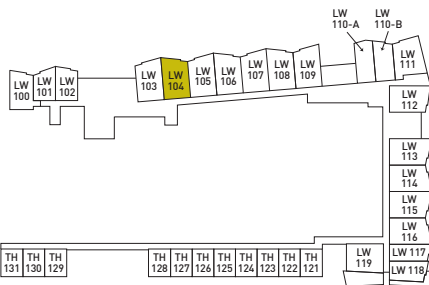 LW
110-A
LW
110-B
LW
111
LW
100
LW
101
LW
102
LW
103
LW
104
LW
105
LW
106
LW
107
LW
108
LW
109
LW
112
LW
113
LW
114
LW
115
LW
116
LW 117
LW 118
LW
119
TH
131
TH
130
TH
129
TH
128
TH
127
TH
126
TH
125
TH
124
TH
123
TH
122
TH
121